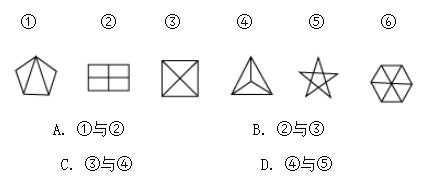 ① ② ③ ④ ⑤ ⑥
A. ①与② B. ②与③
C. ③与④ D. ④与⑤